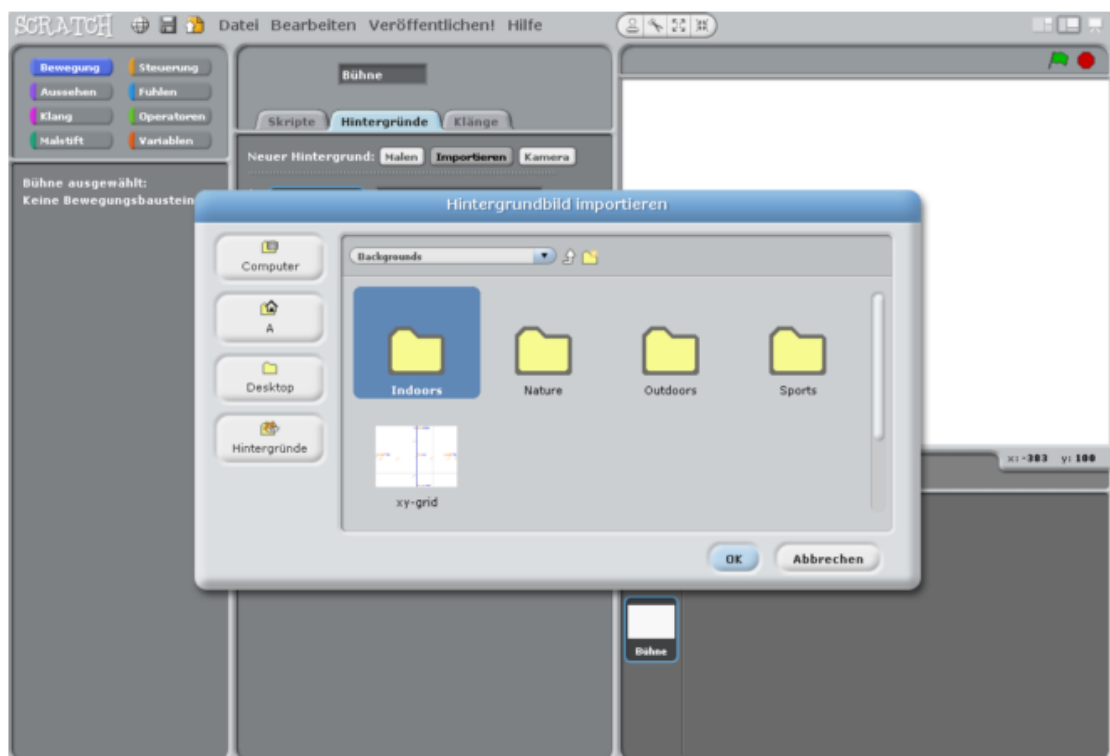 SCRATCH Datei Bearbeiten Veröffentlichen! Hilfe
Bewegung Steuerung
Aussehen Fühlen
Klang Operatoren
Malstift Variablen
Bühne ausgewählt:
Keine Bewegungsbaustein
Bühne
Skripte Hintergründe Klänge
Neuer Hintergrund: Malen Importieren Kamera
Hintergrundbild importieren
Computer
A
Desktop
Hintergründe
Backgrounds
Indoors Nature Outdoors Sports
xy-grid
OK Abbrechen
x: -383 y: 100
Bühne